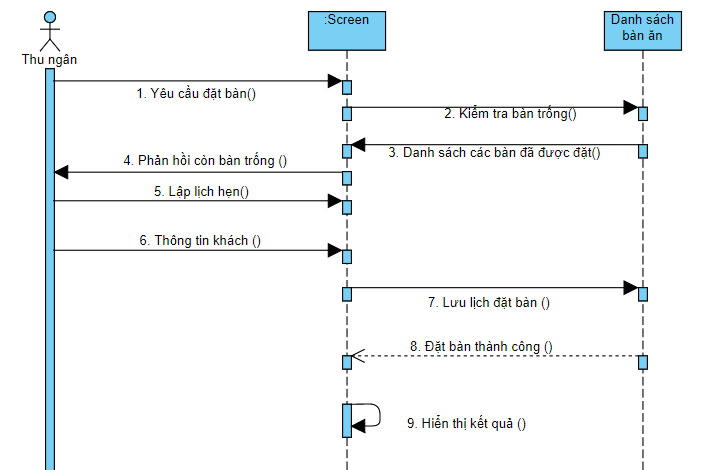 :Screen
Danh sách
bàn ăn
Thu ngân
1. Yêu cầu đặt bàn()
2. Kiểm tra bàn trống()
3. Danh sách các bàn đã được đặt()
4. Phản hồi còn bàn trống ()
5. Lập lịch hẹn()
6. Thông tin khách ()
7. Lưu lịch đặt bàn ()
8. Đặt bàn thành công ()
9. Hiển thị kết quả ()